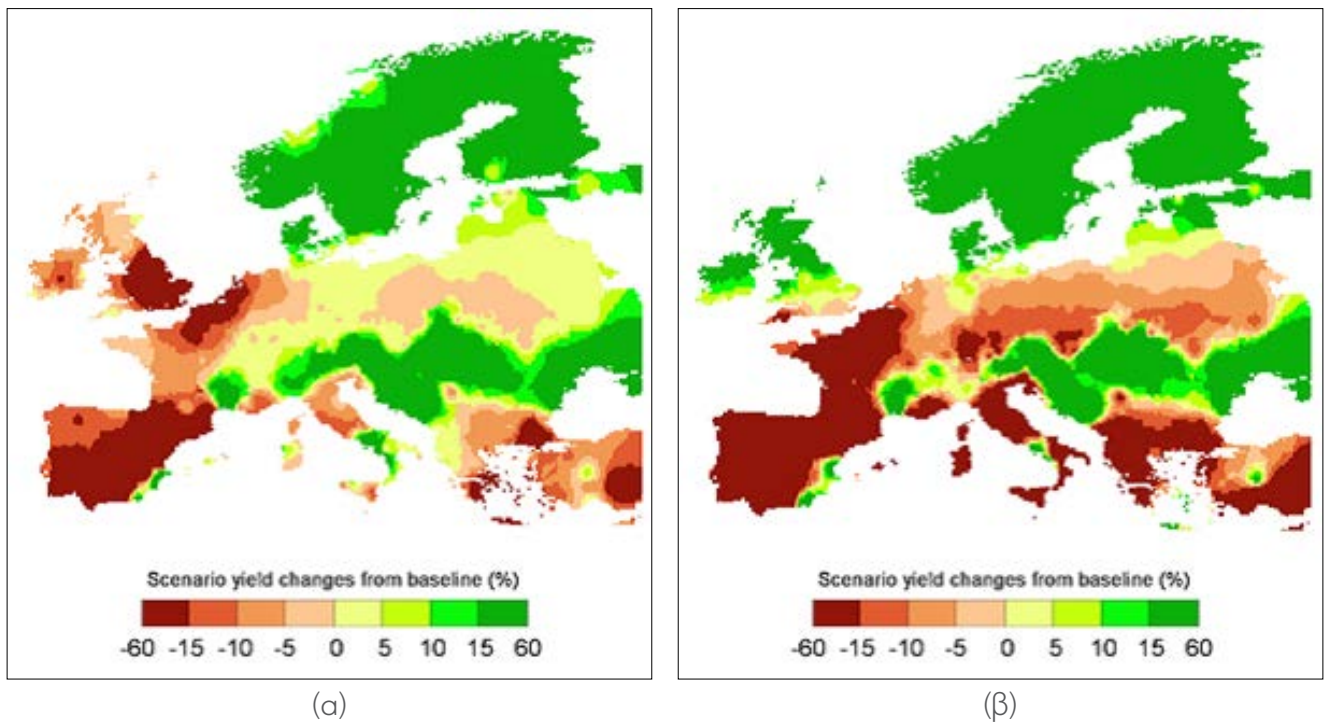 Scenario yield changes from baseline (%)
-60 -15 -10 -5 0 5 10 15 60
(α)
Scenario yield changes from baseline (%)
-60 -15 -10 -5 0 5 10 15 60
(β)